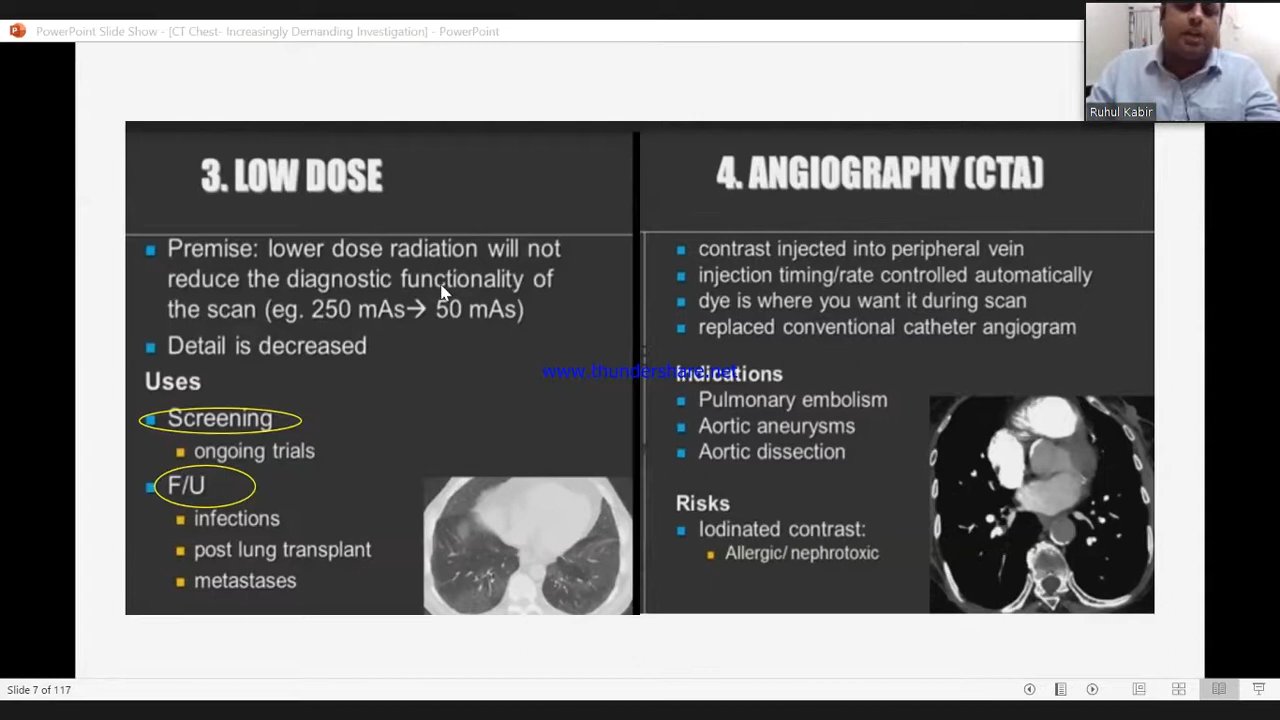 PowerPoint Slide Show - [CT Chest- Increasingly Demanding Investigation] - PowerPoint
Ruhul Kabir
3. LOW DOSE
Premise: lower dose radiation will not
reduce the diagnostic functionality of
the scan (eg. 250 mAs→ 50 mAs)
Detail is decreased
Uses
Screening
ongoing trials
F/U
infections
post lung transplant
metastases
4. ANGIOGRAPHY (CTA)
contrast injected into peripheral vein
injection timing/rate controlled automatically
dye is where you want it during scan
replaced conventional catheter angiogram
www.thundershare.net
Indications
Pulmonary embolism
Aortic aneurysms
Aortic dissection
Risks
Iodinated contrast:
Allergic/ nephrotoxic
Slide 7 of 117